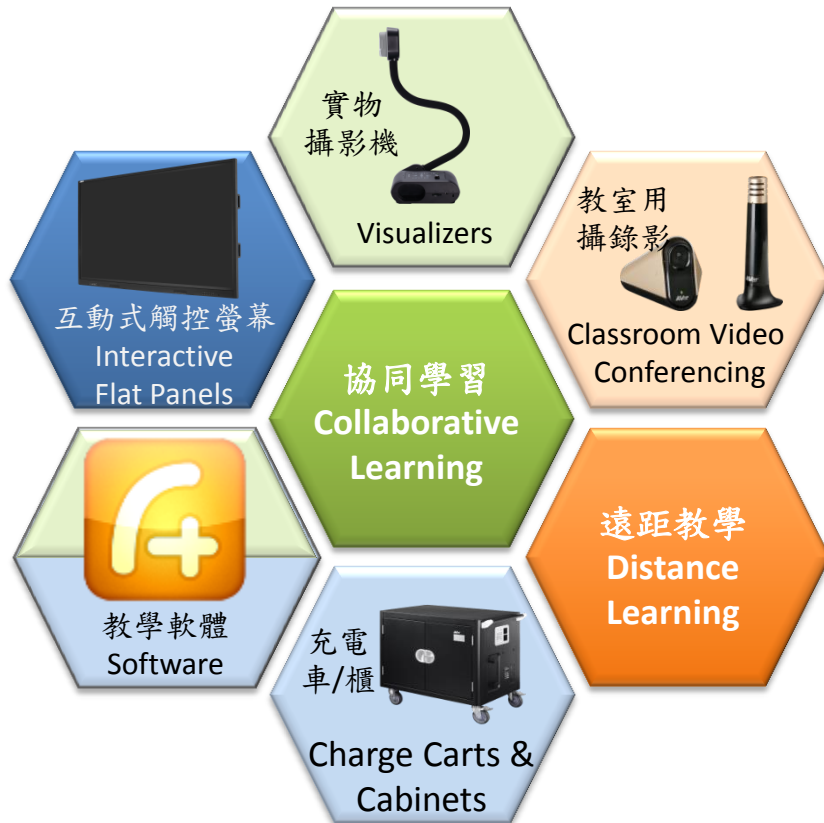 實物
攝影機
Visualizers
互動式觸控螢幕
Interactive
Flat Panels
教室用
攝錄影
AVer
Classroom Video
Conferencing
協同學習
Collaborative
Learning
教學軟體
Software
遠距教學
Distance
Learning
充電
車/櫃
Charge Carts &
Cabinets